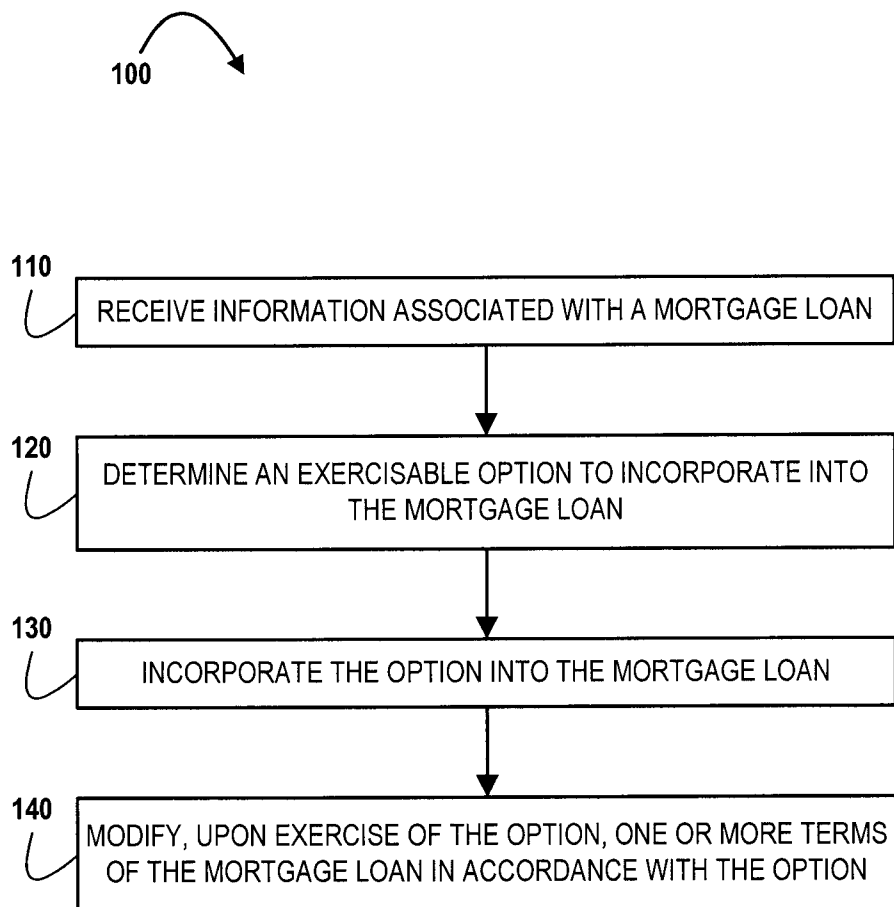 100
110
RECEIVE INFORMATION ASSOCIATED WITH A MORTGAGE LOAN
120
DETERMINE AN EXERCISABLE OPTION TO INCORPORATE INTO
THE MORTGAGE LOAN
130
INCORPORATE THE OPTION INTO THE MORTGAGE LOAN
140
MODIFY, UPON EXERCISE OF THE OPTION, ONE OR MORE TERMS
OF THE MORTGAGE LOAN IN ACCORDANCE WITH THE OPTION